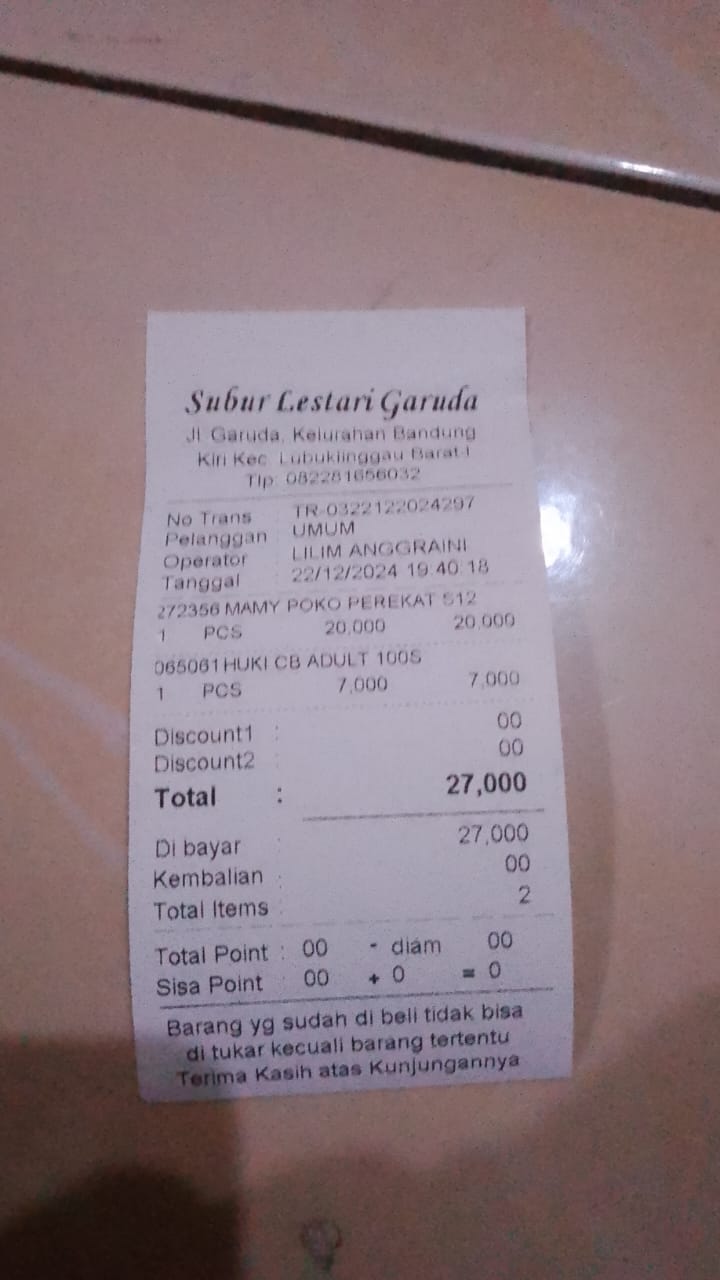 Subur Lestari Garuda
Jl. Garuda, Kelurahan Bandung
Kiri Kec. Lubuklinggau Barat I
Tlp: 082281656032
No Trans TR-0322122024297
Pelanggan UMUM
Operator LILIM ANGGRAINI
Tanggal 22/12/2024 19:40:18
272356 MAMY POKO PEREKAT S12
1 PCS 20,000 20,000
065061 HUKI CB ADULT 100S
1 PCS 7,000 7,000
Discount1 : 00
Discount2 : 00
Total : 27,000
Di bayar : 27,000
Kembalian : 00
Total Items : 2
Total Point : 00 - diam 00
Sisa Point 00 + 0 = 0
Barang yg sudah di beli tidak bisa
di tukar kecuali barang tertentu
Terima Kasih atas Kunjungannya